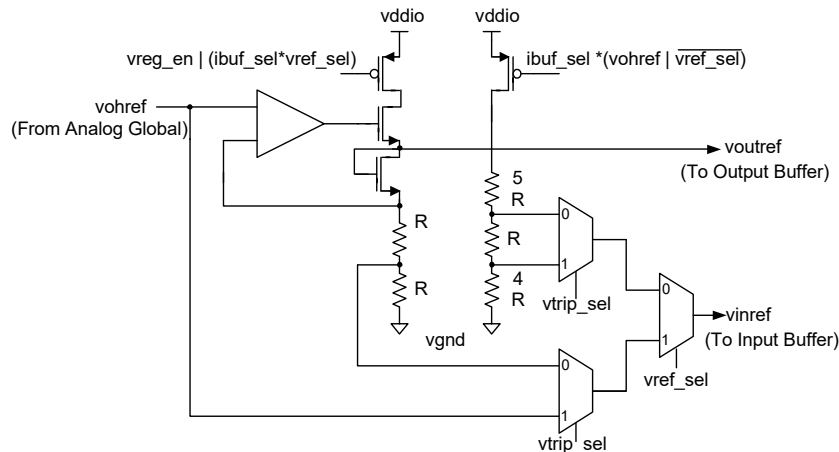 vddio vddio
vreg_en | (ibuf_sel*vref_sel) ibuf_sel *(vohref | vref_sel)
vohref
(From Analog Global)
voutref
(To Output Buffer)
5
R
0
R R
1
4
R R
vtrip_sel
0
vinref
(To Input Buffer)
vgnd
1
0
vref_sel
1
vtrip_sel